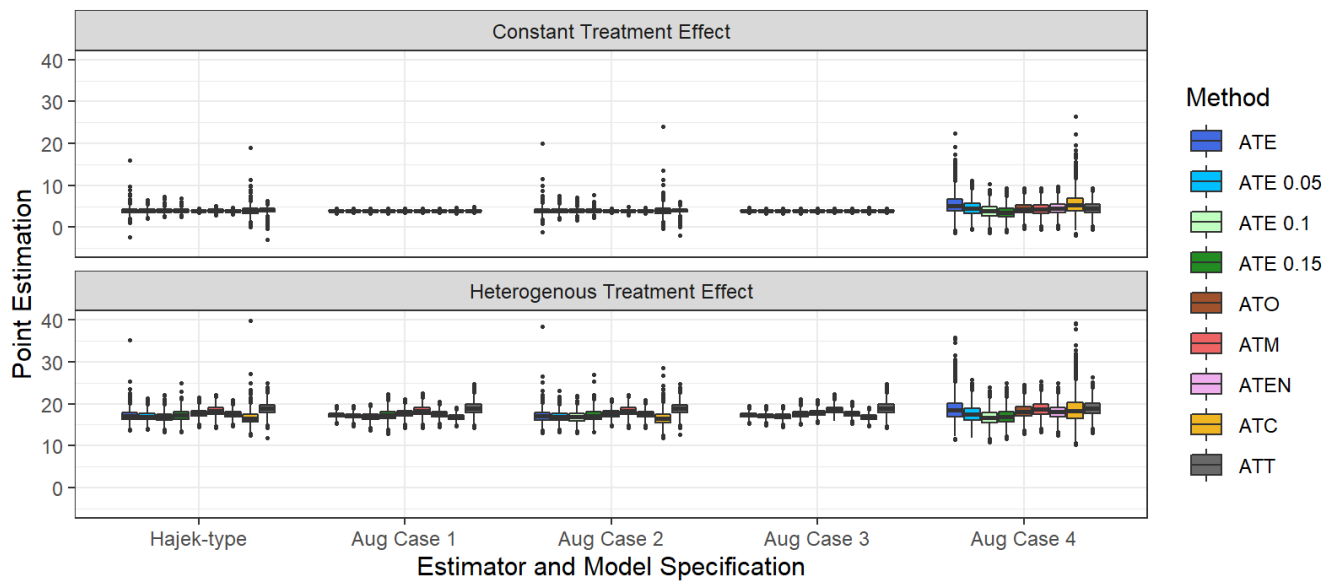 Constant Treatment Effect
40
30
20
10
0
Heterogenous Treatment Effect
40
30
20
10
0
Point Estimation
Hajek-type
Aug Case 1
Aug Case 2
Aug Case 3
Aug Case 4
Estimator and Model Specification
Method
ATE
ATE 0.05
ATE 0.1
ATE 0.15
ATO
ATM
ATEN
ATC
ATT